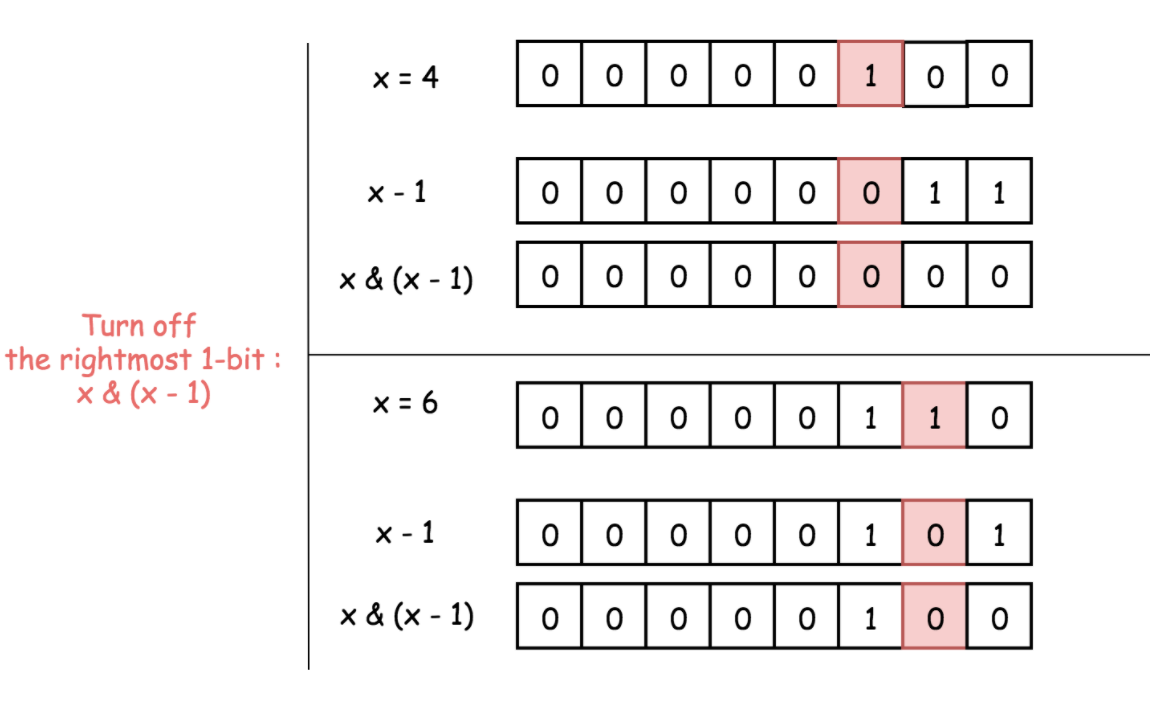 x = 4 0 0 0 0 0 1 0 0
x - 1 0 0 0 0 0 0 1 1
x & (x - 1) 0 0 0 0 0 0 0 0
Turn off
the rightmost 1-bit :
x & (x - 1)
x = 6 0 0 0 0 0 1 1 0
x - 1 0 0 0 0 0 1 0 1
x & (x - 1) 0 0 0 0 0 1 0 0